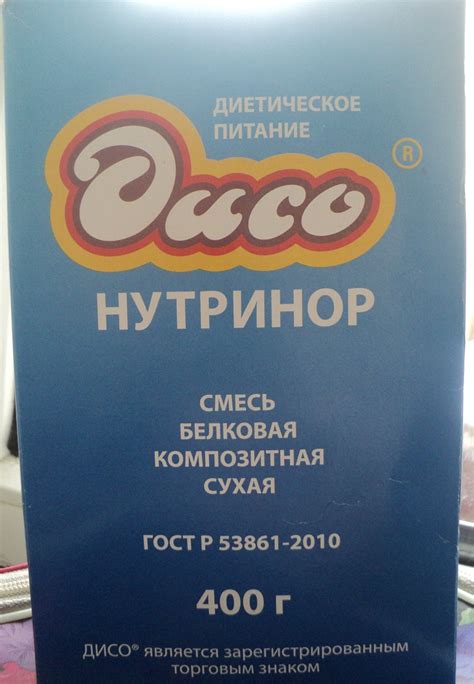 ДИЕТИЧЕСКОЕ
ПИТАНИЕ
Дисо ®
НУТРИНОР
СМЕСЬ
БЕЛКОВАЯ
КОМПОЗИТНАЯ
СУХАЯ
ГОСТ Р 53861-2010
400 г
ДИСО® является зарегистрированным
торговым знаком